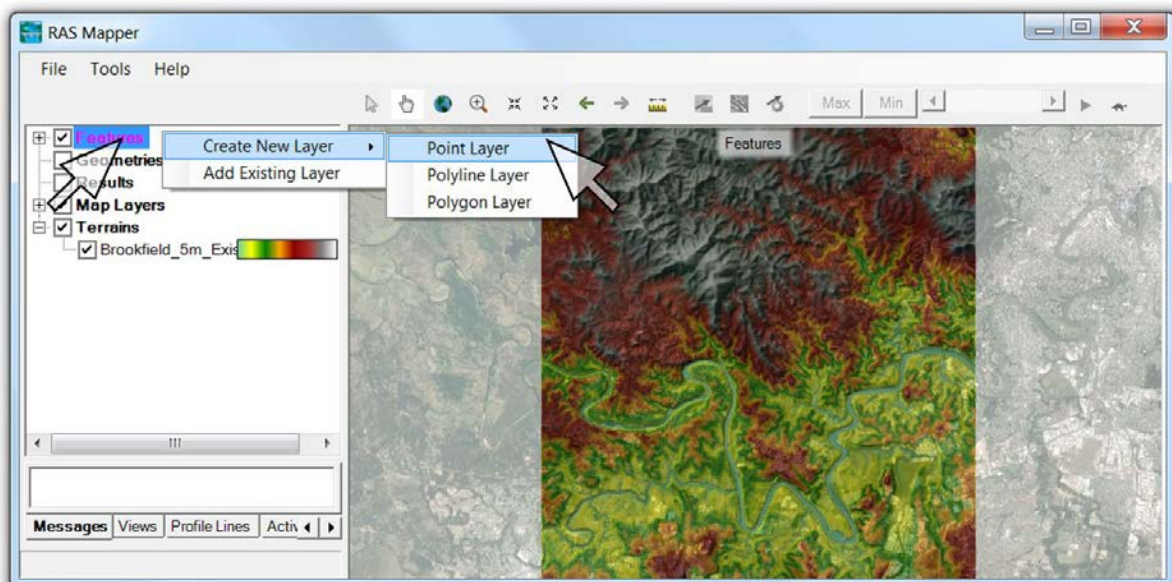 RAS Mapper
File Tools Help
Max Min
Features
Create New Layer
Point Layer
Features
Geometries
Add Existing Layer
Polyline Layer
Results
Polygon Layer
Map Layers
Terrains
Brookfield_5m_Exis
Messages Views Profile Lines Activ